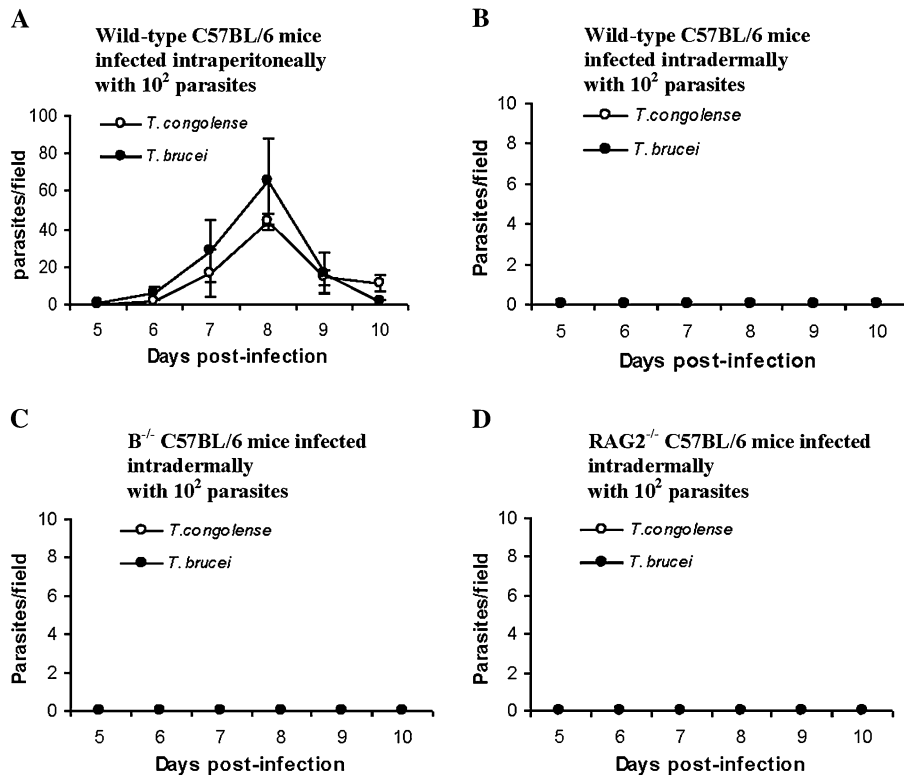 A
Wild-type C57BL/6 mice
infected intraperitoneally
with 10² parasites
T.congolense
T. brucei
parasites/field
100
80
60
40
20
0
5 6 7 8 9 10
Days post-infection
B
Wild-type C57BL/6 mice
infected intradermally
with 10² parasites
T.congolense
T. brucei
Parasites/field
10
8
6
4
2
0
5 6 7 8 9 10
Days post-infection
C
B⁻/⁻ C57BL/6 mice infected
intradermally
with 10² parasites
T.congolense
T. brucei
Parasites/field
10
8
6
4
2
0
5 6 7 8 9 10
Days post-infection
D
RAG2⁻/⁻ C57BL/6 mice infected
intradermally
with 10² parasites
T.congolense
T. brucei
Parasites/field
10
8
6
4
2
0
5 6 7 8 9 10
Days post-infection